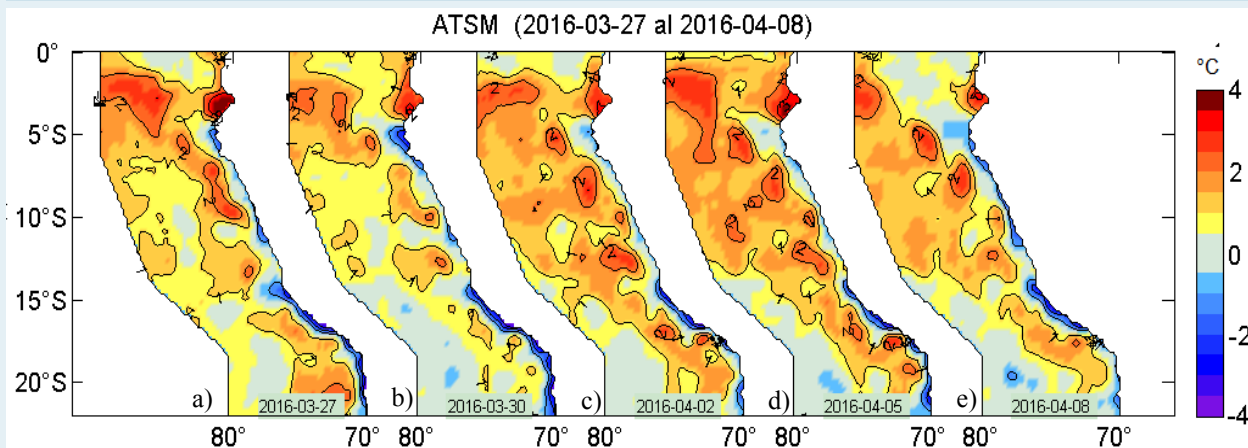 ATSM (2016-03-27 al 2016-04-08)
°C
0°
5°S
10°S
15°S
20°S
4
2
0
-2
-4
a) 2016-03-27
b) 2016-03-30
c) 2016-04-02
d) 2016-04-05
e) 2016-04-08
80° 70° 80° 70° 80° 70° 80° 70° 80° 70°